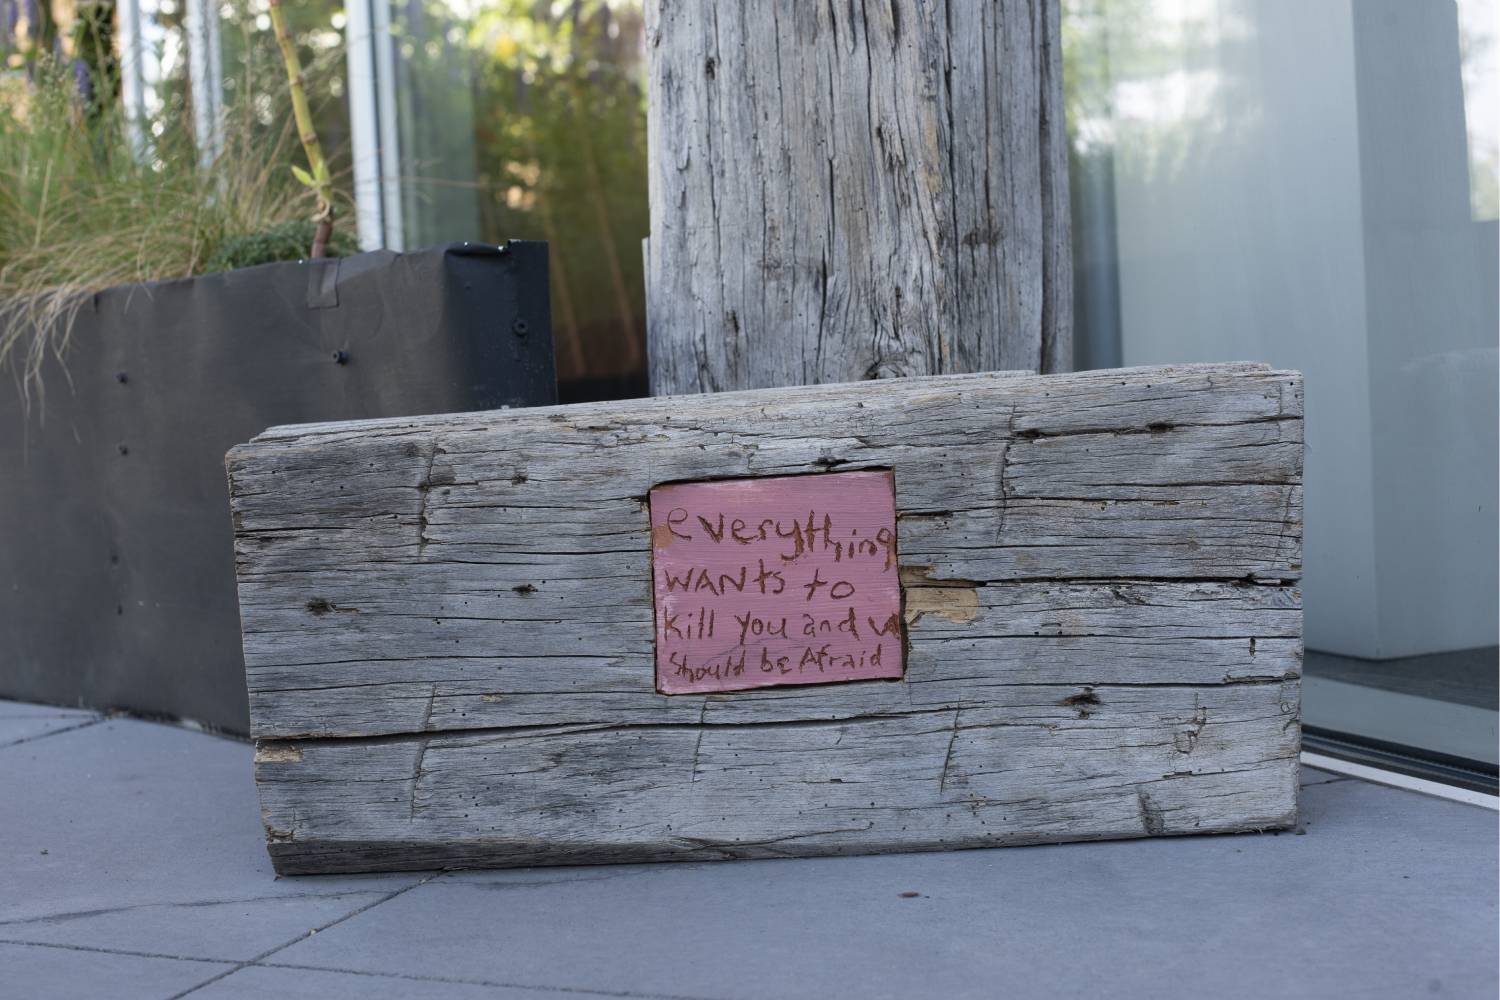 everything
WANts to
kill you and
should be Afraid